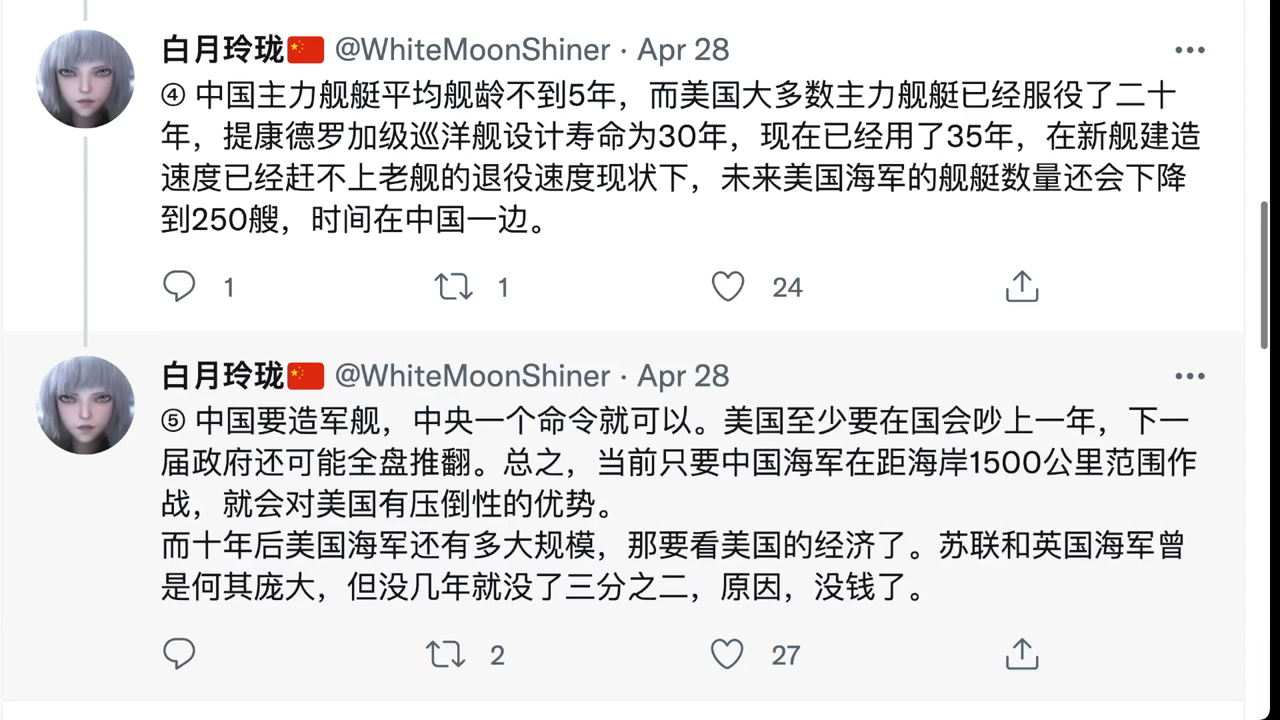 白月玲珑🇨🇳 @WhiteMoonShiner · Apr 28
④ 中国主力舰艇平均舰龄不到5年，而美国大多数主力舰艇已经服役了二十
年，提康德罗加级巡洋舰设计寿命为30年，现在已经用了35年，在新舰建造
速度已经赶不上老舰的退役速度现状下，未来美国海军的舰艇数量还会下降
到250艘，时间在中国一边。
1 1 24
白月玲珑🇨🇳 @WhiteMoonShiner · Apr 28
⑤ 中国要造军舰，中央一个命令就可以。美国至少要在国会吵上一年，下一
届政府还可能全盘推翻。总之，当前只要中国海军在距海岸1500公里范围作
战，就会对美国有压倒性的优势。
而十年后美国海军还有多大规模，那要看美国的经济了。苏联和英国海军曾
是何其庞大，但没几年就没了三分之二，原因，没钱了。
2 27